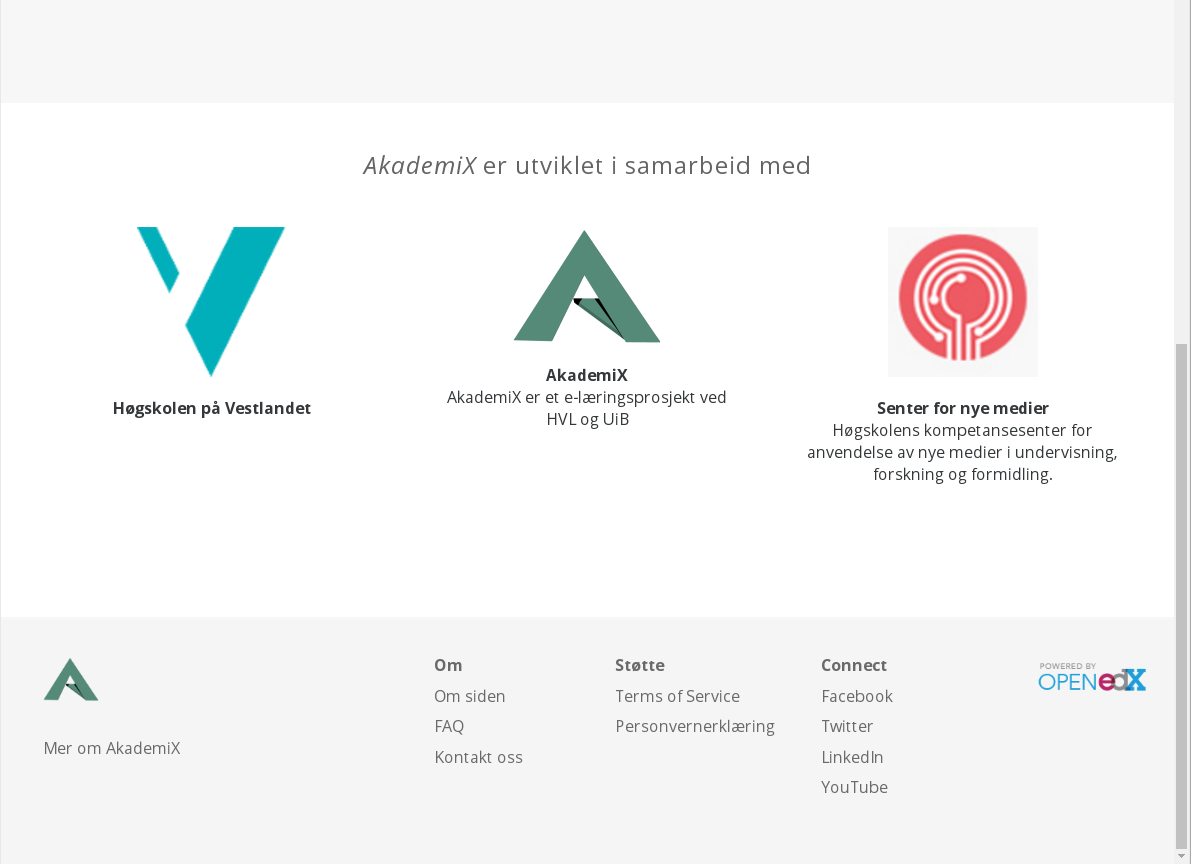 AkademiX er utviklet i samarbeid med
Høgskolen på Vestlandet
AkademiX
AkademiX er et e-læringsprosjekt ved
HVL og UiB
Senter for nye medier
Høgskolens kompetansesenter for
anvendelse av nye medier i undervisning,
forskning og formidling.
Mer om AkademiX
Om
Om siden
FAQ
Kontakt oss
Støtte
Terms of Service
Personvernerklæring
Connect
Facebook
Twitter
LinkedIn
YouTube
POWERED BY
OPEN edX